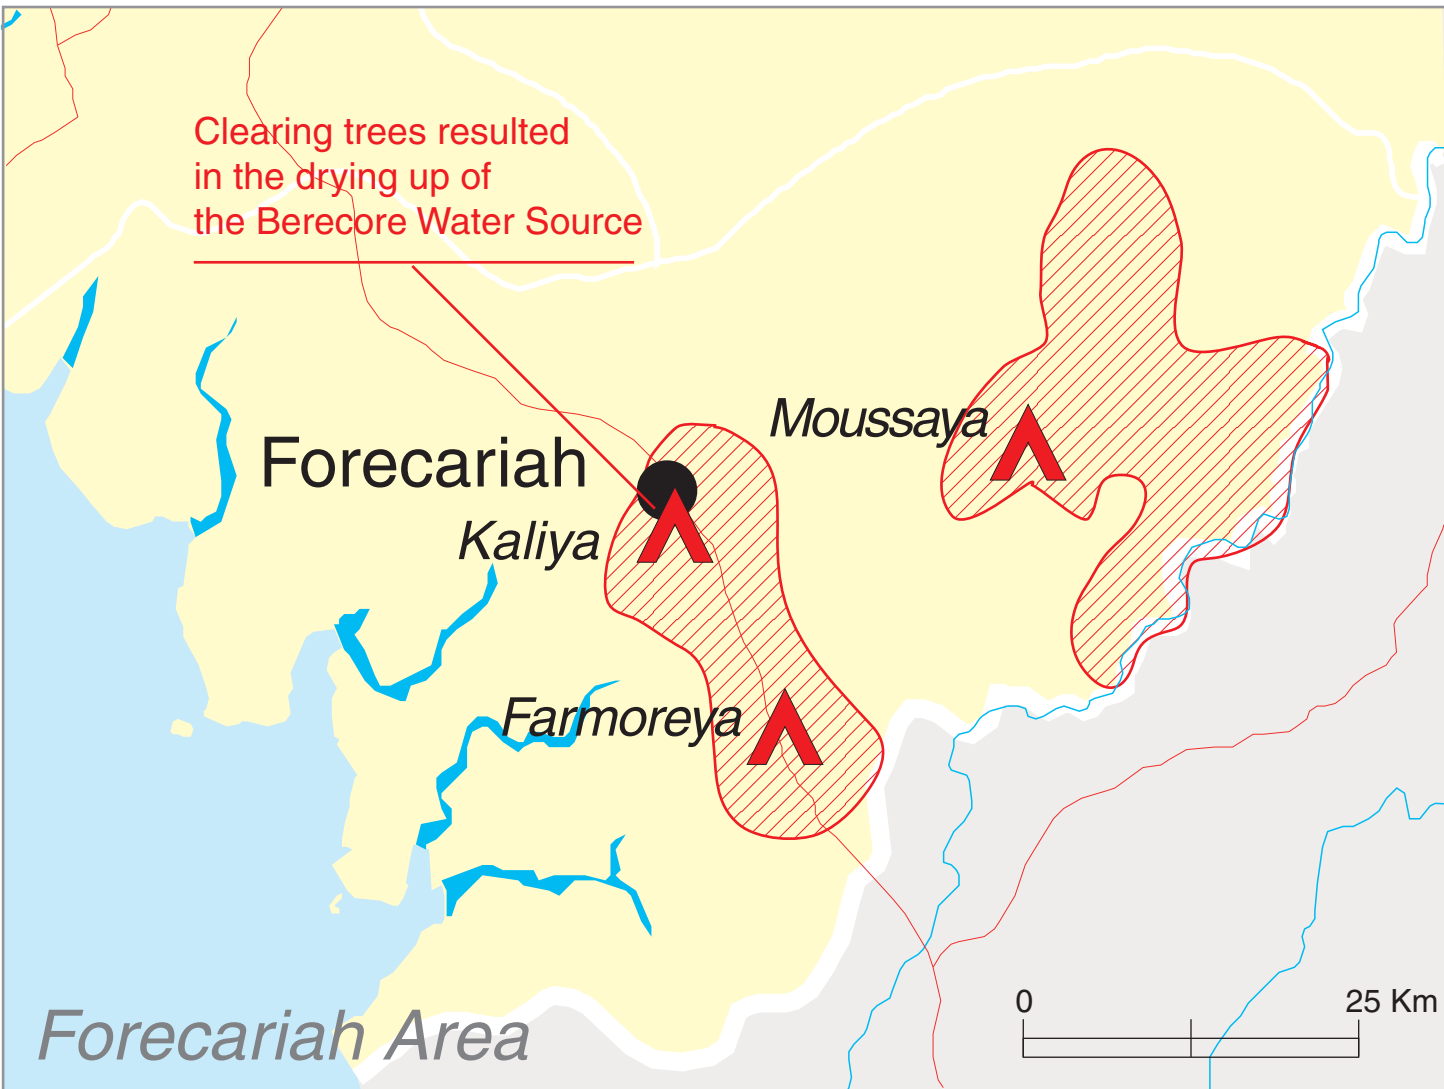 Clearing trees resulted
in the drying up of
the Berecore Water Source
Moussaya
Forecariah
Kaliya
Farmoreya
0 25 Km
Forecariah Area